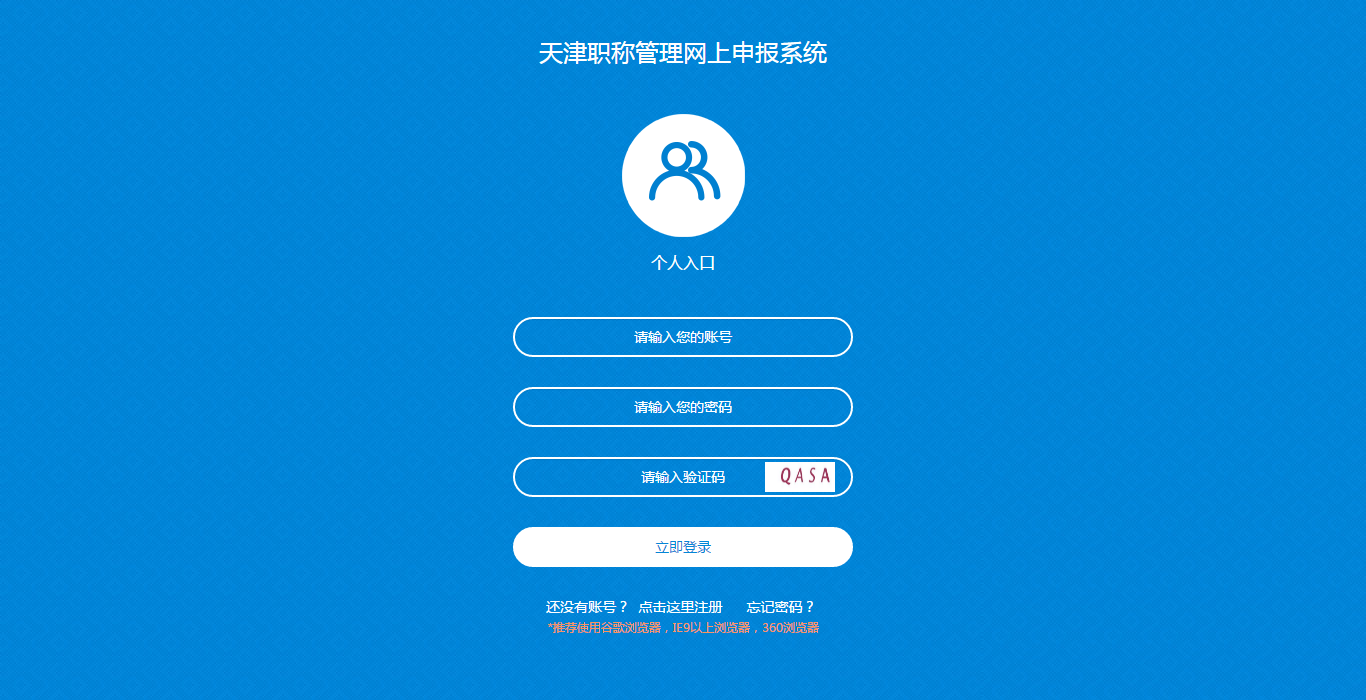 天津职称管理网上申报系统
个人入口
请输入您的账号
请输入您的密码
请输入验证码 QASA
立即登录
还没有账号？ 点击这里注册 忘记密码？
*推荐使用谷歌浏览器，IE9以上浏览器，360浏览器